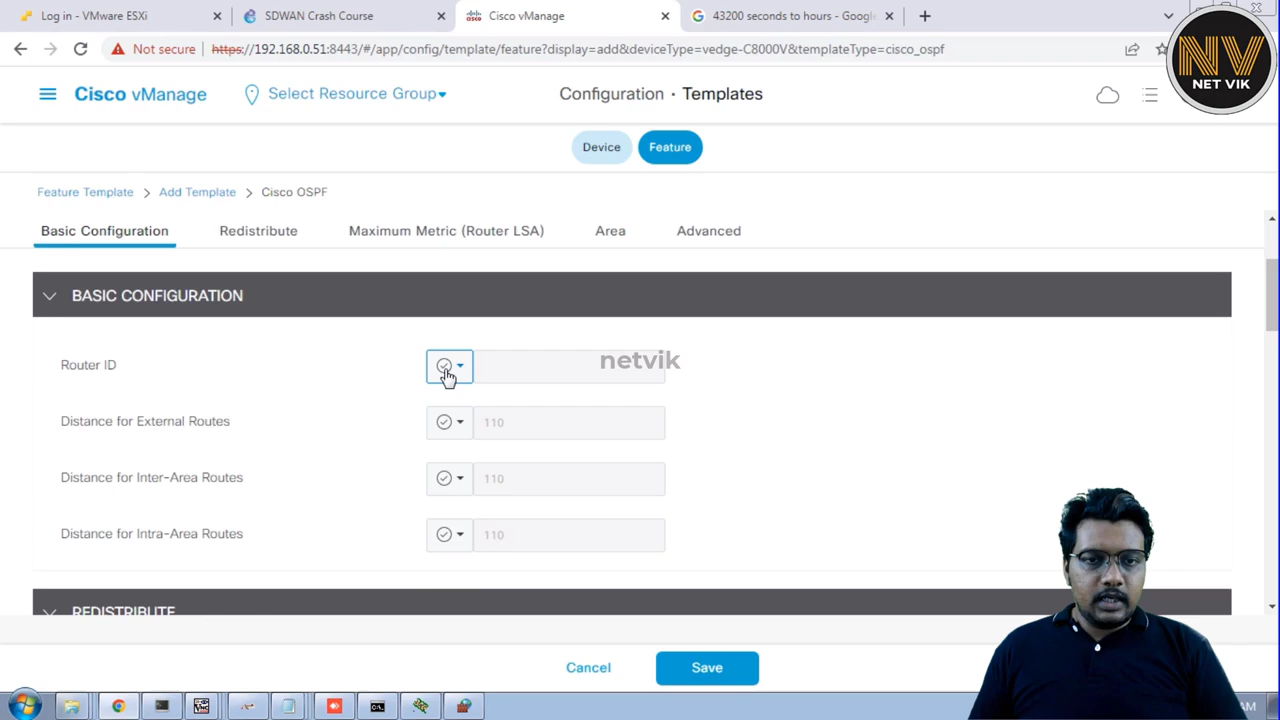 Log in - VMware ESXi
SDWAN Crash Course
Cisco vManage
43200 seconds to hours - Google
Not secure
https://192.168.0.51:8443/#/app/config/template/feature?display=add&deviceType=vedge-C8000V&templateType=cisco_ospf
NV
NET VIK
Cisco vManage
Select Resource Group
Configuration · Templates
Device
Feature
Feature Template > Add Template > Cisco OSPF
Basic Configuration
Redistribute
Maximum Metric (Router LSA)
Area
Advanced
BASIC CONFIGURATION
Router ID
netvik
Distance for External Routes
110
Distance for Inter-Area Routes
110
Distance for Intra-Area Routes
110
REDISTRIBUTE
Cancel
Save
AM